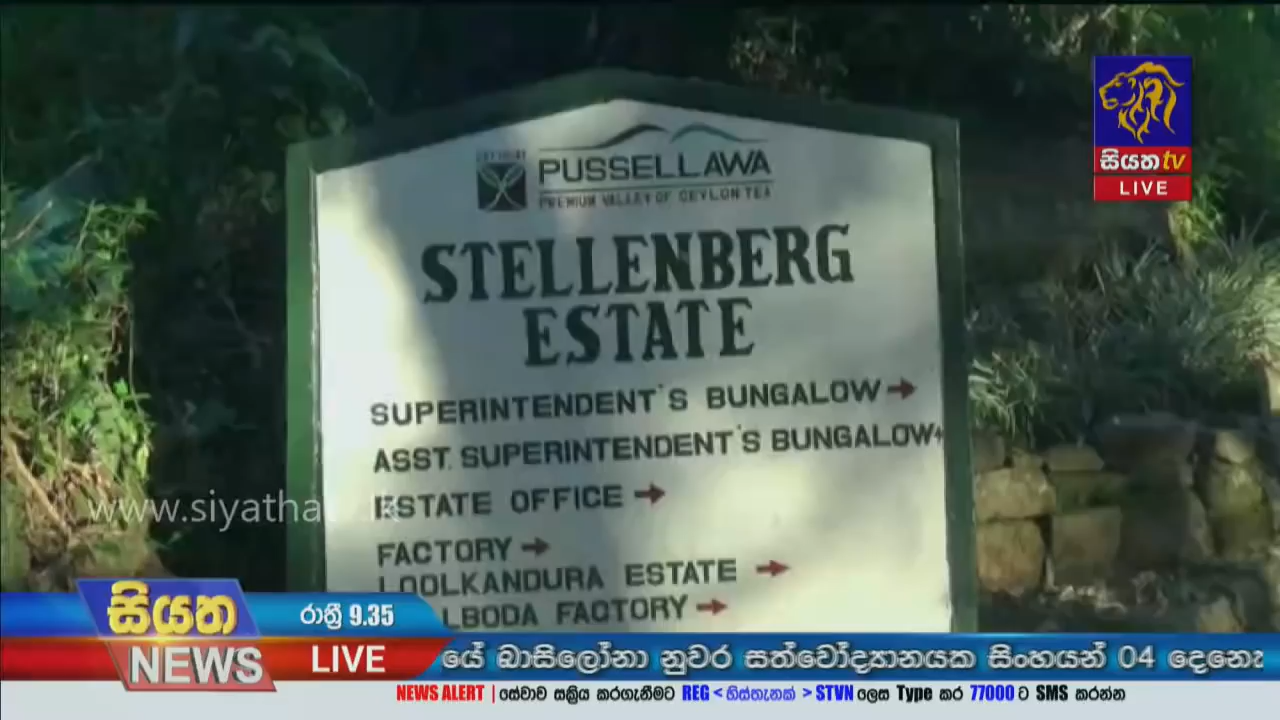 සියත tv
LIVE
PUSSELLAWA
PREMIUM VALLEY OF CEYLON TEA
STELLENBERG
ESTATE
SUPERINTENDENT'S BUNGALOW
ASST. SUPERINTENDENT'S BUNGALOW
ESTATE OFFICE
FACTORY
LOOLKANDURA ESTATE
LBODA FACTORY
www.siyatha
සියත
NEWS
රාත්‍රී 9.35
LIVE
යේ බාසිලෝනා නුවර සත්වෝද්‍යානයක සිංහයන් 04 දෙනෙ
NEWS ALERT | සේවාව සක්‍රිය කරගැනීමට REG < හිස්තැනක් > STVN ලෙස Type කර 77000 ට SMS කරන්න